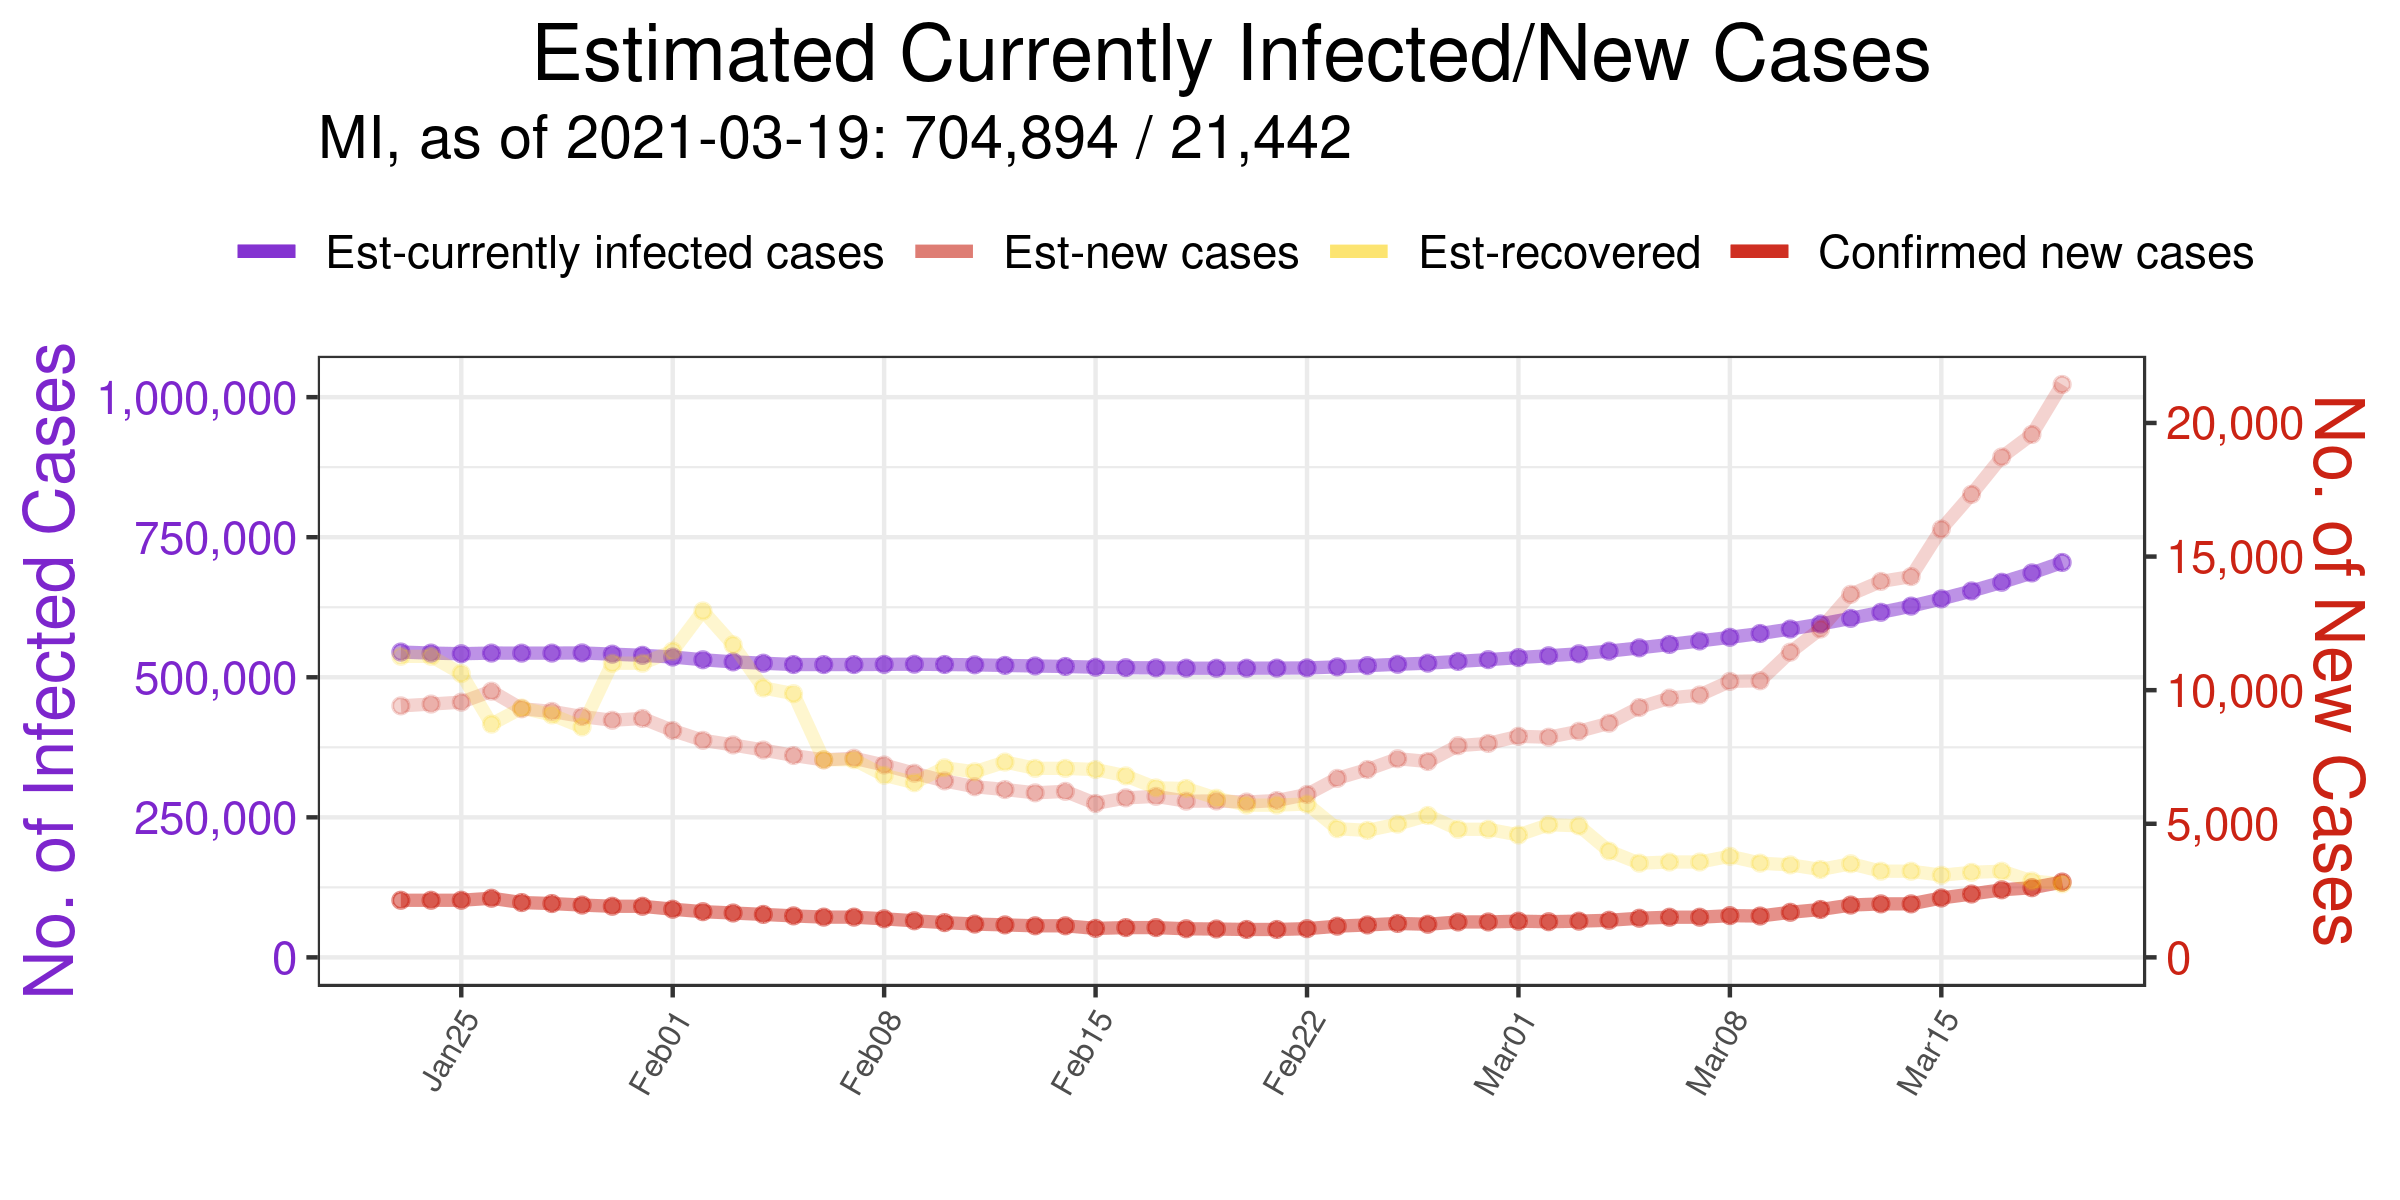 Estimated Currently Infected/New Cases
MI, as of 2021-03-19: 704,894 / 21,442
Est-currently infected cases Est-new cases Est-recovered Confirmed new cases
No. of Infected Cases
1,000,000
750,000
500,000
250,000
0
20,000
15,000
10,000
5,000
0
No. of New Cases
Jan25 Feb01 Feb08 Feb15 Feb22 Mar01 Mar08 Mar15